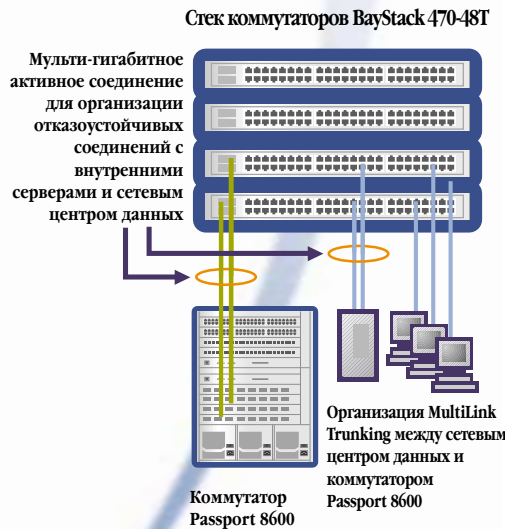 Стек коммутаторов BayStack 470-48T
Мульти-гигабитное
активное соединение
для организации
отказоустойчивых
соединений с
внутренними
серверами и сетевым
центром данных
Организация MultiLink
Trunking между сетевым
центром данных и
коммутатором
Passport 8600
Коммутатор
Passport 8600